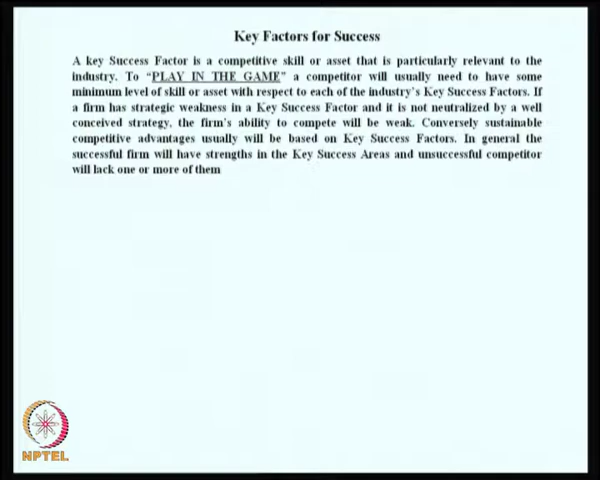 Key Factors for Success
A key Success Factor is a competitive skill or asset that is particularly relevant to the
industry. To “PLAY IN THE GAME” a competitor will usually need to have some
minimum level of skill or asset with respect to each of the industry’s Key Success Factors. If
a firm has strategic weakness in a Key Success Factor and it is not neutralized by a well
conceived strategy, the firm’s ability to compete will be weak. Conversely sustainable
competitive advantages usually will be based on Key Success Factors. In general the
successful firm will have strengths in the Key Success Areas and unsuccessful competitor
will lack one or more of them
NPTEL